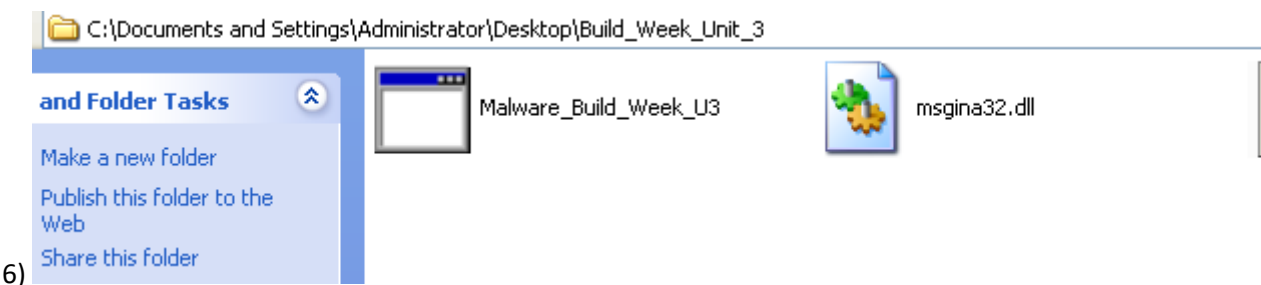 C:\Documents and Settings\Administrator\Desktop\Build_Week_Unit_3
and Folder Tasks
Malware_Build_Week_U3
msgina32.dll
Make a new folder
Publish this folder to the
Web
Share this folder
6)